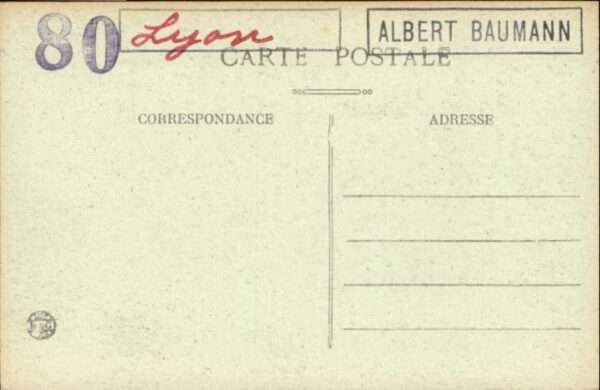 80 Lyon ALBERT BAUMANN
CARTE POSTALE
CORRESPONDANCE ADRESSE